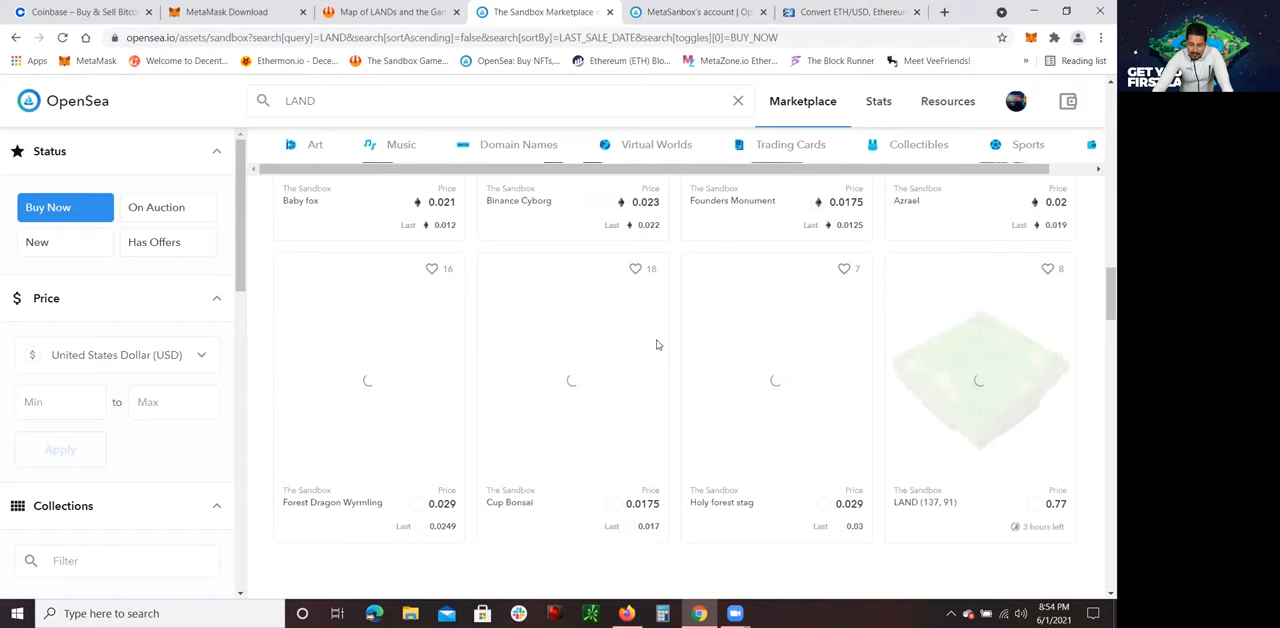 Coinbase – Buy & Sell Bitco
MetaMask Download
Map of LANDs and the Gan
The Sandbox Marketplace o
MetaSanbox's account | Op
Convert ETH/USD, Ethereum
opensea.io/assets/sandbox?search[query]=LAND&search[sortAscending]=false&search[sortBy]=LAST_SALE_DATE&search[toggles][0]=BUY_NOW
Apps
MetaMask
Welcome to Decent...
Ethermon.io - Dece...
The Sandbox Game...
OpenSea: Buy NFTs,...
Ethereum (ETH) Blo...
MetaZone.io Ether...
The Block Runner
Meet VeeFriends!
»
Reading list
OpenSea
LAND
Marketplace
Stats
Resources
Art
Music
Domain Names
Virtual Worlds
Trading Cards
Collectibles
Sports
Status
Buy Now
On Auction
New
Has Offers
$ Price
$ United States Dollar (USD)
Min
to
Max
Apply
Collections
Filter
The Sandbox
Price
Baby fox
0.021
Last 0.012
The Sandbox
Price
Binance Cyborg
0.023
Last 0.022
The Sandbox
Price
Founders Monument
0.0175
Last 0.0125
The Sandbox
Price
Azrael
0.02
Last 0.019
16
The Sandbox
Price
Forest Dragon Wyrmling
0.029
Last 0.0249
18
The Sandbox
Price
Cup Bonsai
0.0175
Last 0.017
7
The Sandbox
Price
Holy forest stag
0.029
Last 0.03
8
The Sandbox
Price
LAND (137, 91)
0.77
3 hours left
Type here to search
8:54 PM
6/1/2021